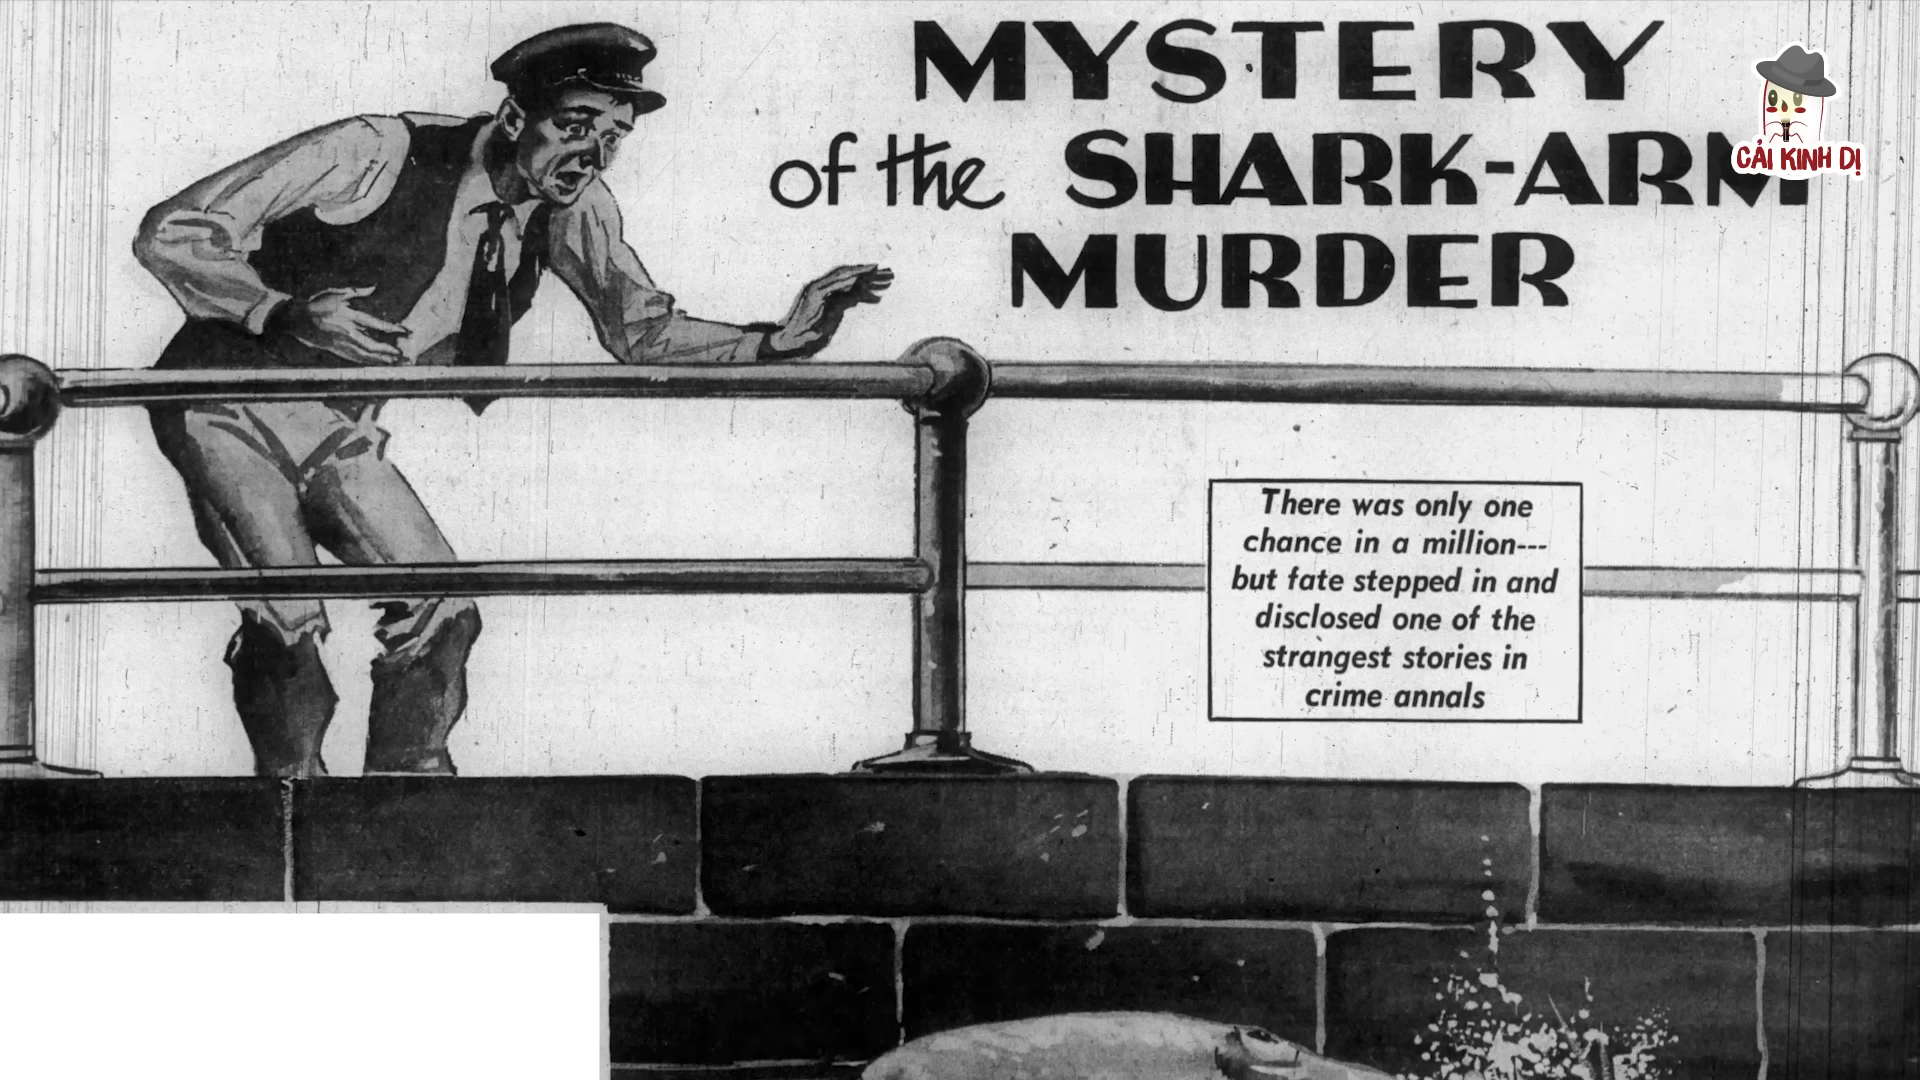 MYSTERY
of the SHARK-ARM
MURDER
CẢI KINH DỊ
There was only one
chance in a million---
but fate stepped in and
disclosed one of the
strangest stories in
crime annals